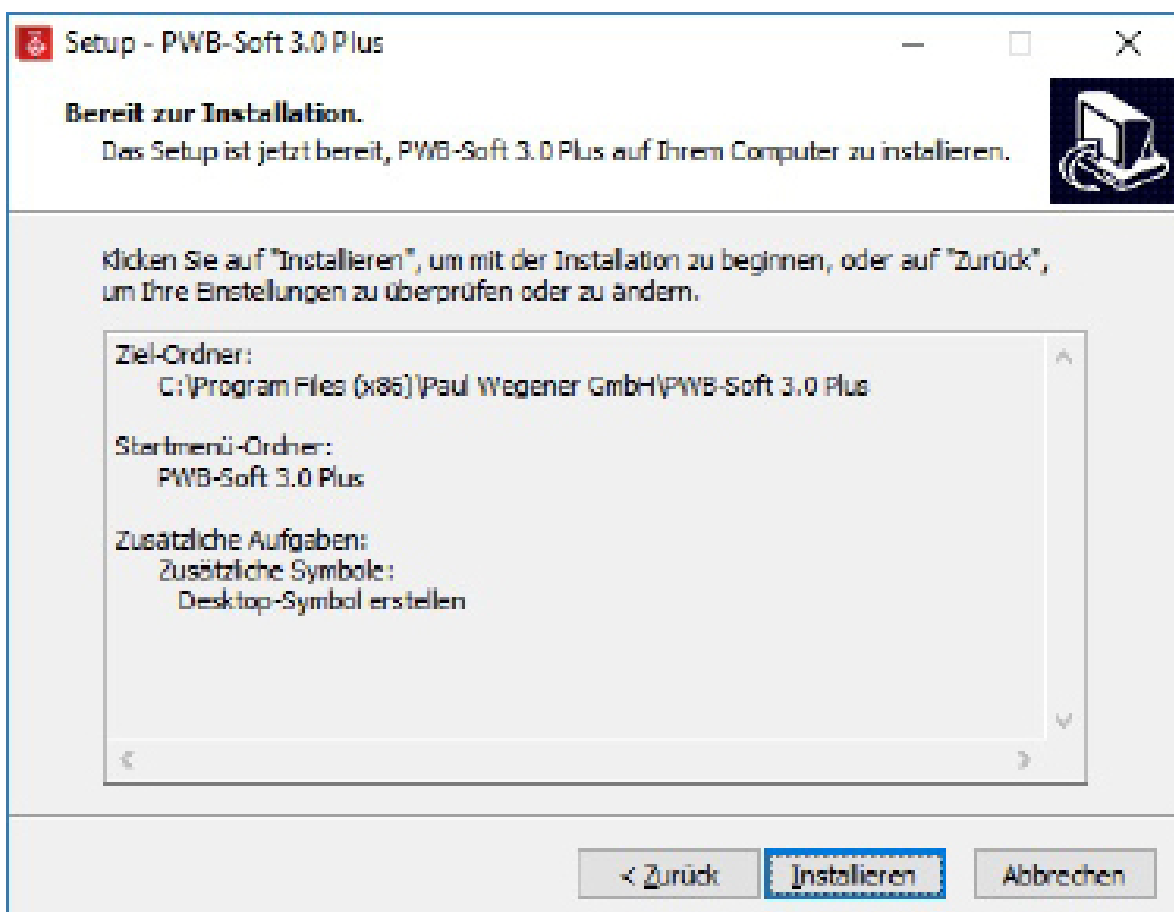 Setup - PWB-Soft 3.0 Plus
Bereit zur Installation.
Das Setup ist jetzt bereit, PWB-Soft 3.0 Plus auf Ihrem Computer zu installieren.
Klicken Sie auf "Installieren", um mit der Installation zu beginnen, oder auf "Zurück",
um Ihre Einstellungen zu überprüfen oder zu ändern.
Ziel-Ordner:
C:\Program Files (x86)\Paul Wegener GmbH\PWB-Soft 3.0 Plus
Startmenü-Ordner:
PWB-Soft 3.0 Plus
Zusätzliche Aufgaben:
Zusätzliche Symbole:
Desktop-Symbol erstellen
< Zurück Installieren Abbrechen